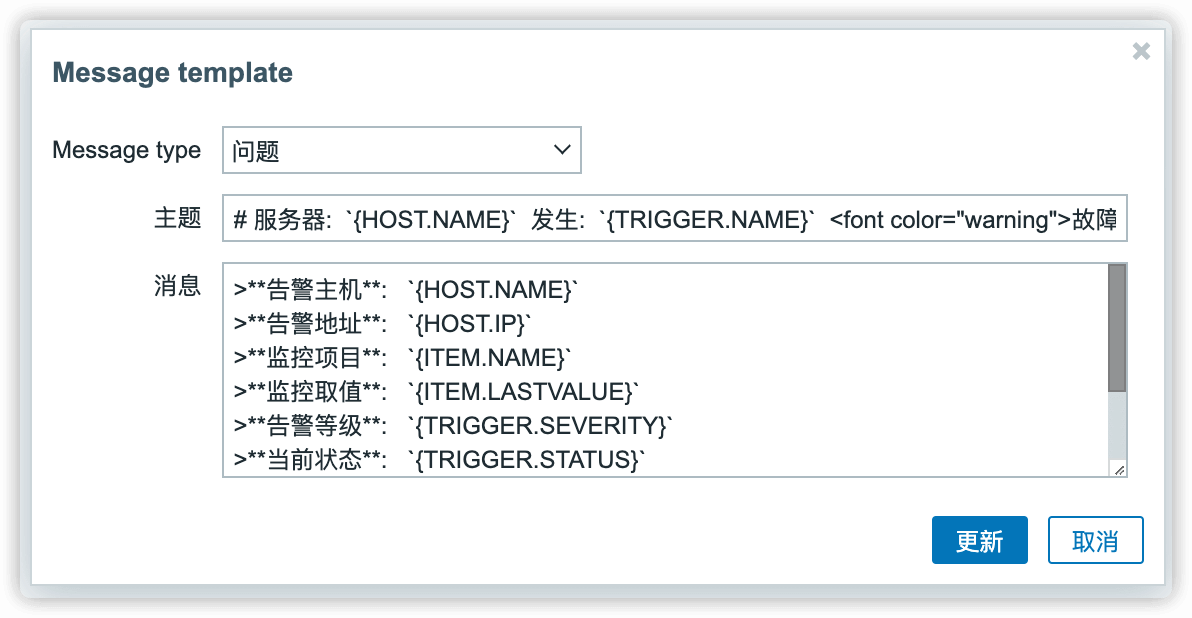 Message template
Message type 问题
主题 # 服务器: `{HOST.NAME}` 发生: `{TRIGGER.NAME}` <font color="warning">故障
消息
>**告警主机**: `{HOST.NAME}`
>**告警地址**: `{HOST.IP}`
>**监控项目**: `{ITEM.NAME}`
>**监控取值**: `{ITEM.LASTVALUE}`
>**告警等级**: `{TRIGGER.SEVERITY}`
>**当前状态**: `{TRIGGER.STATUS}`
更新 取消